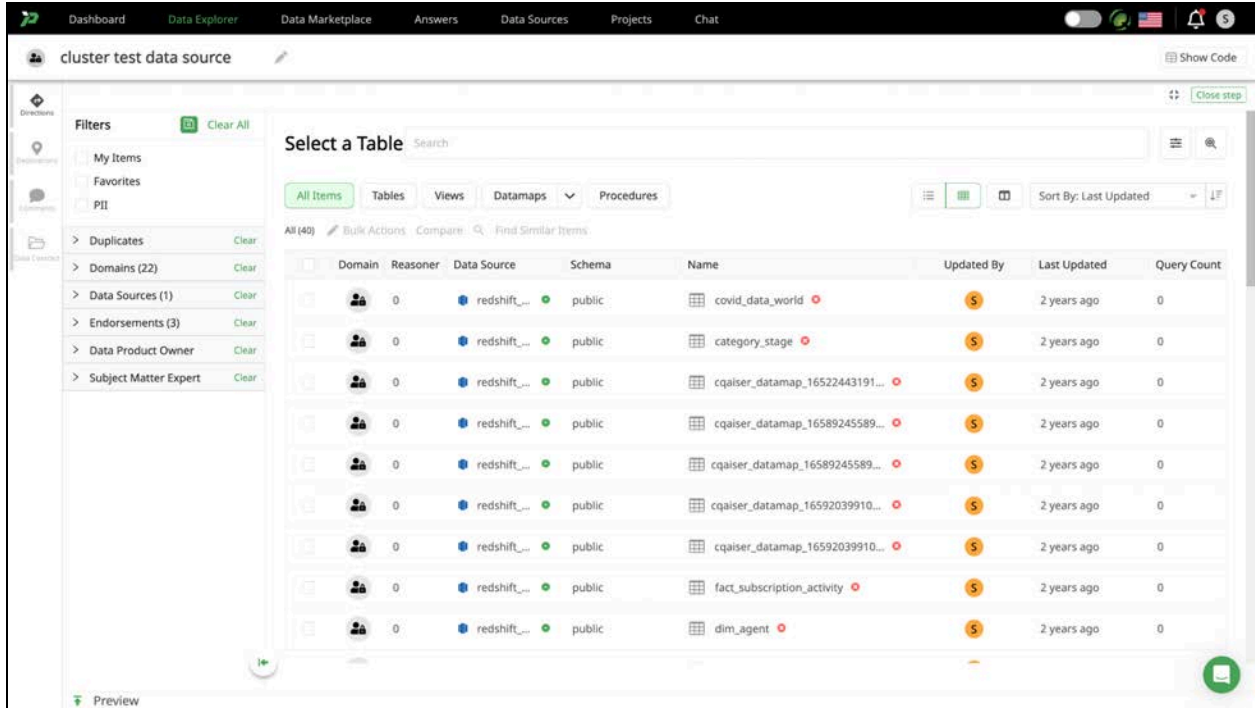 Dashboard Data Explorer Data Marketplace Answers Data Sources Projects Chat S
cluster test data source Show Code
Close step
Directions
Destinations
Comments
Data Created
Filters Clear All
My Items
Favorites
PII
> Duplicates Clear
> Domains (22) Clear
> Data Sources (1) Clear
> Endorsements (3) Clear
> Data Product Owner Clear
> Subject Matter Expert Clear
Select a Table Search
All Items Tables Views Datamaps Procedures Sort By: Last Updated
All (40) Bulk Actions Compare Find Similar Items
Domain Reasoner Data Source Schema Name Updated By Last Updated Query Count
0 redshift_... public covid_data_world S 2 years ago 0
0 redshift_... public category_stage S 2 years ago 0
0 redshift_... public cqaiser_datamap_16522443191... S 2 years ago 0
0 redshift_... public cqaiser_datamap_16589245589... S 2 years ago 0
0 redshift_... public cqaiser_datamap_16589245589... S 2 years ago 0
0 redshift_... public cqaiser_datamap_16592039910... S 2 years ago 0
0 redshift_... public cqaiser_datamap_16592039910... S 2 years ago 0
0 redshift_... public fact_subscription_activity S 2 years ago 0
0 redshift_... public dim_agent S 2 years ago 0
Preview